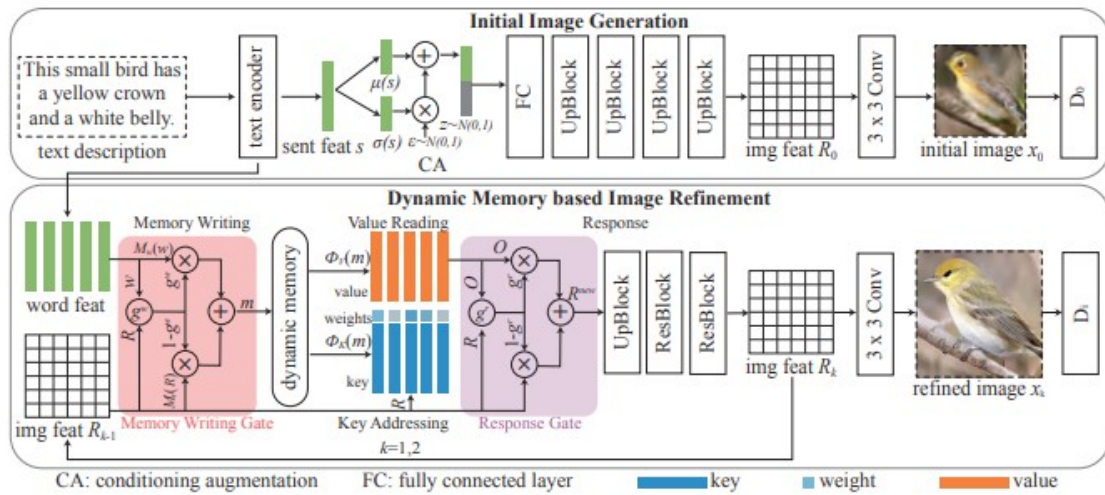 Initial Image Generation
This small bird has
a yellow crown
and a white belly.
text description
text encoder
sent feat s
μ(s)
σ(s)
ε~N(0,1)
CA
z~N(0,1)
FC
UpBlock
UpBlock
UpBlock
UpBlock
img feat R₀
3 x 3 Conv
initial image x₀
D₀
Dynamic Memory based Image Refinement
word feat
img feat Rₖ₋₁
Memory Writing
M_w(w)
w
gʷ
gʷ
R
1-gʷ
Mᵣ(R)
m
Memory Writing Gate
dynamic memory
Value Reading
Φᵥ(m)
value
weights
Φ_K(m)
key
R
Key Addressing
Response
O
O
gʳ
gʳ
R
1-gʳ
Rⁿᵉʷ
Response Gate
UpBlock
ResBlock
ResBlock
img feat Rₖ
3 x 3 Conv
refined image xₖ
Dᵢ
k=1,2
CA: conditioning augmentation FC: fully connected layer key weight value